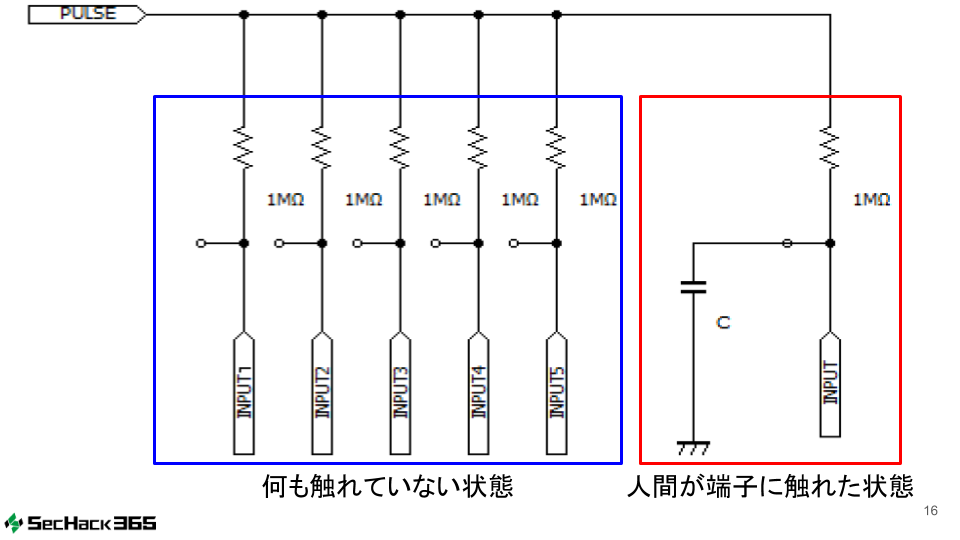 PULSE
1MΩ 1MΩ 1MΩ 1MΩ 1MΩ 1MΩ
C
INPUT1 INPUT2 INPUT3 INPUT4 INPUT5 INPUT
何も触れていない状態 人間が端子に触れた状態
16
SecHack365